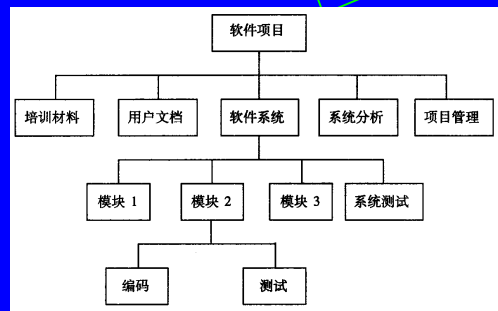 软件项目
培训材料
用户文档
软件系统
系统分析
项目管理
模块 1
模块 2
模块 3
系统测试
编码
测试